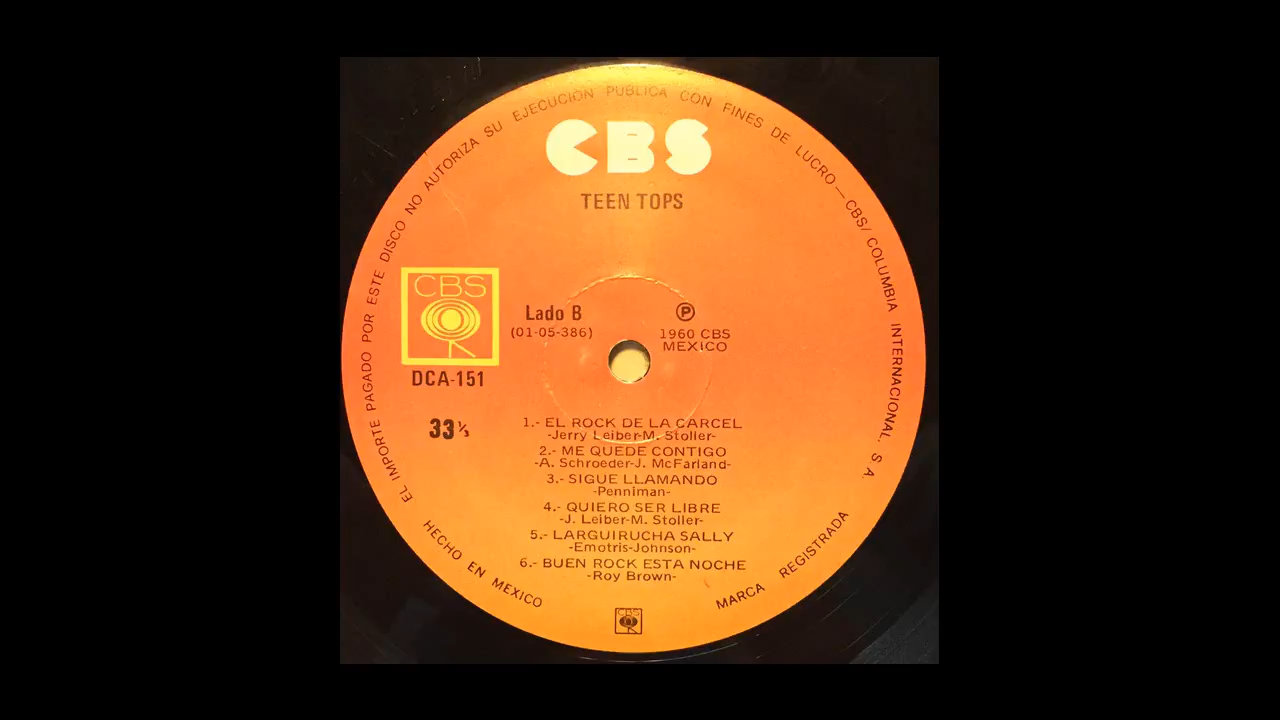 EL IMPORTE PAGADO POR ESTE DISCO NO AUTORIZA SU EJECUCION PUBLICA CON FINES DE LUCRO — CBS/ COLUMBIA INTERNACIONAL, S. A.
CBS
TEEN TOPS
CBS
DCA-151
33 1/3
Lado B
(01-05-386)
Ⓟ
1960 CBS
MEXICO
1.- EL ROCK DE LA CARCEL
-Jerry Leiber-M. Stoller-
2.- ME QUEDE CONTIGO
-A. Schroeder-J. McFarland-
3.- SIGUE LLAMANDO
-Penniman-
4.- QUIERO SER LIBRE
-J. Leiber-M. Stoller-
5.- LARGUIRUCHA SALLY
-Emotris-Johnson-
6.- BUEN ROCK ESTA NOCHE
-Roy Brown-
HECHO EN MEXICO
CBS
MARCA REGISTRADA